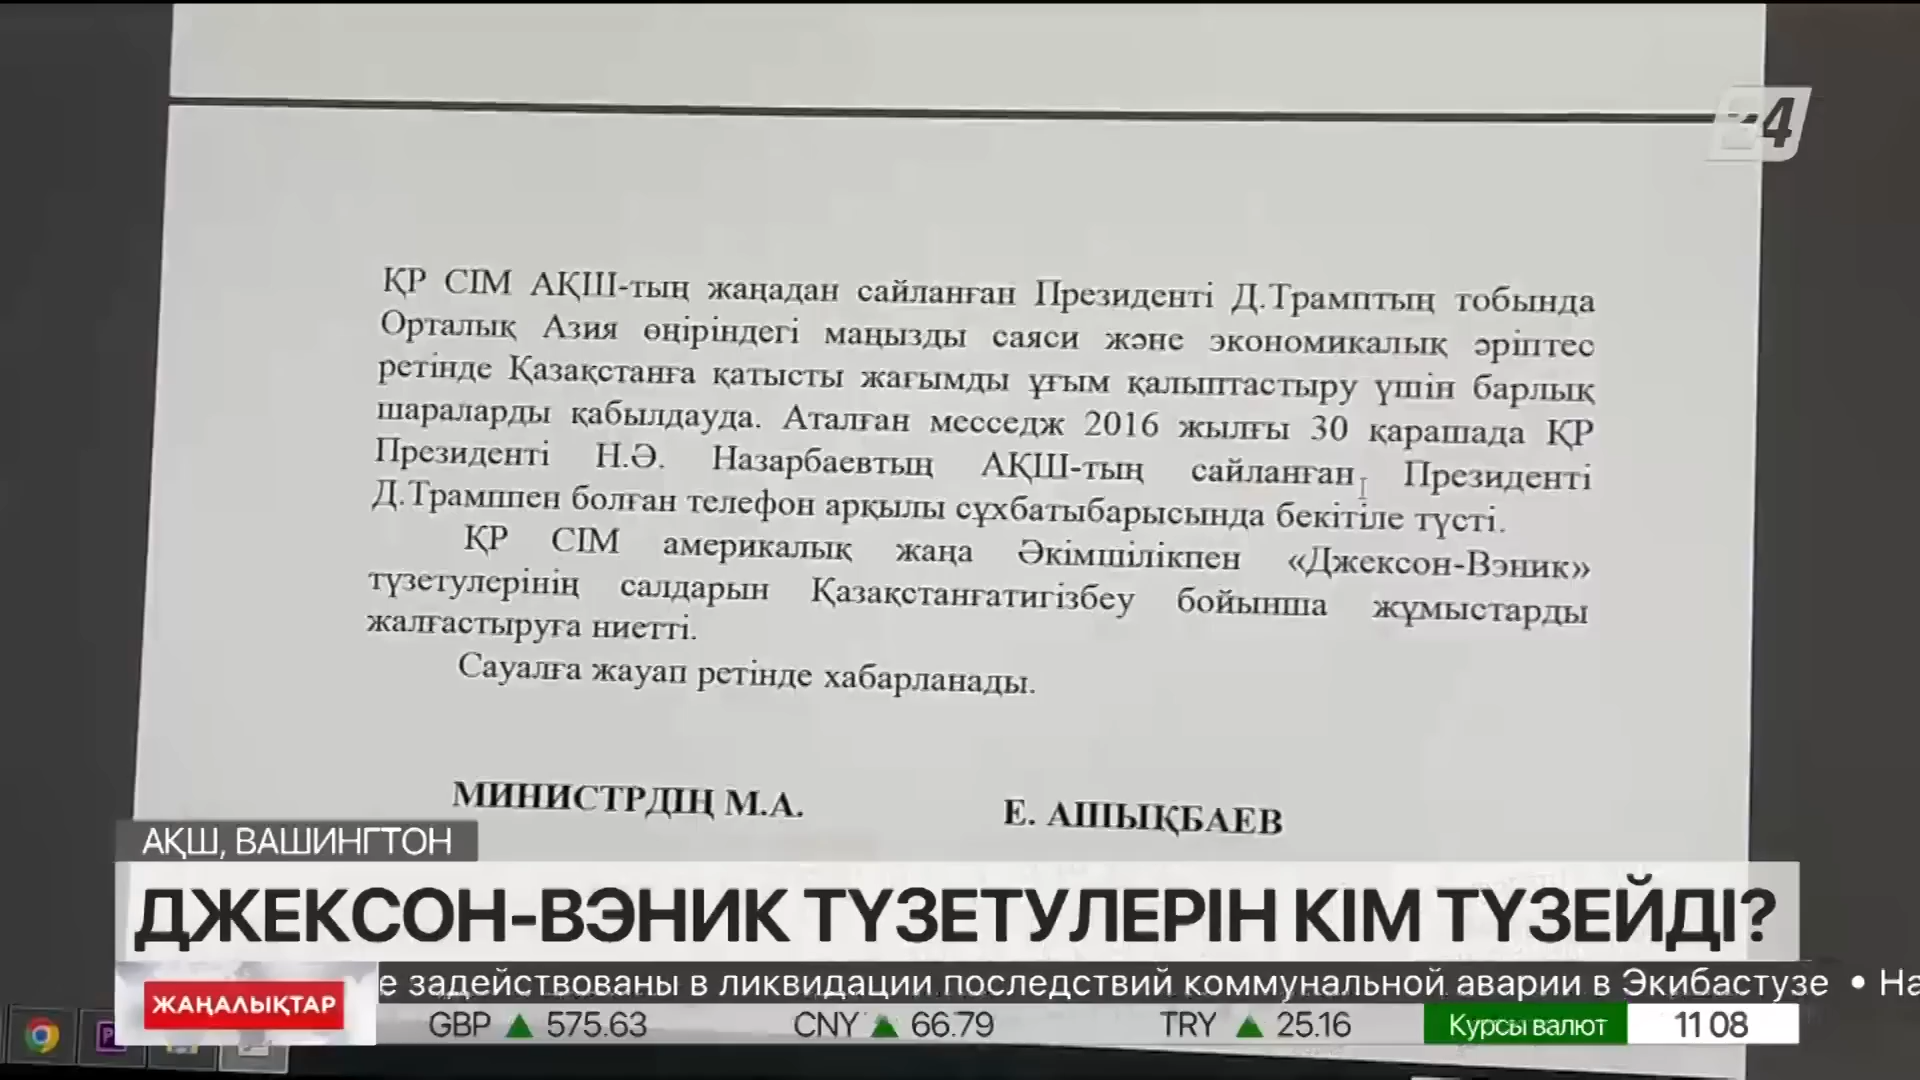 24
ҚР СІМ АҚШ-тың жаңадан сайланған Президенті Д.Трамптың тобында
Орталық Азия өңіріндегі маңызды саяси және экономикалық әріптес
ретінде Қазақстанға қатысты жағымды ұғым қалыптастыру үшін барлық
шараларды қабылдауда. Аталған месседж 2016 жылғы 30 қарашада ҚР
Президенті Н.Ә. Назарбаевтың АҚШ-тың сайланған Президенті
Д.Трамппен болған телефон арқылы сұхбатыбарысында бекітіле түсті.
ҚР СІМ америкалық жаңа Әкімшілікпен «Джексон-Вэник»
түзетулерінің салдарын Қазақстанғатигізбеу бойынша жұмыстарды
жалғастыруға ниетті.
Сауалға жауап ретінде хабарланады.
МИНИСТРДІҢ М.А. Е. АШЫҚБАЕВ
АҚШ, ВАШИНГТОН
ДЖЕКСОН-ВЭНИК ТҮЗЕТУЛЕРІН КІМ ТҮЗЕЙДІ?
ЖАҢАЛЫҚТАР
е задействованы в ликвидации последствий коммунальной аварии в Экибастузе • На
GBP ▲ 575.63 CNY ▲ 66.79 TRY ▲ 25.16 Курсы валют 11 08